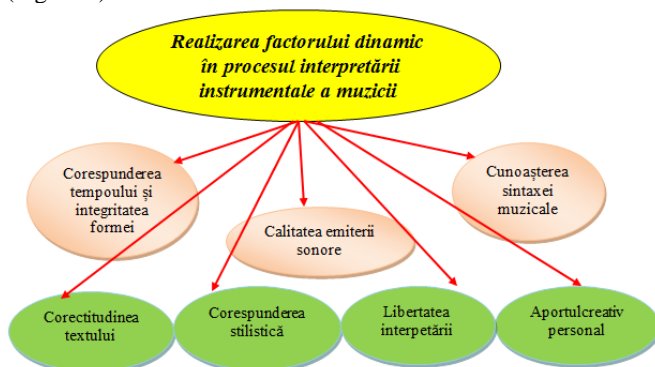 Realizarea factorului dinamic
în procesul interpretării
instrumentale a muzicii
Corespunderea
tempoului și
integritatea
formei
Cunoașterea
sintaxei
muzicale
Calitatea emiterii
sonore
Corectitudinea
textului
Corespunderea
stilistică
Libertatea
interpetării
Aportulcreativ
personal